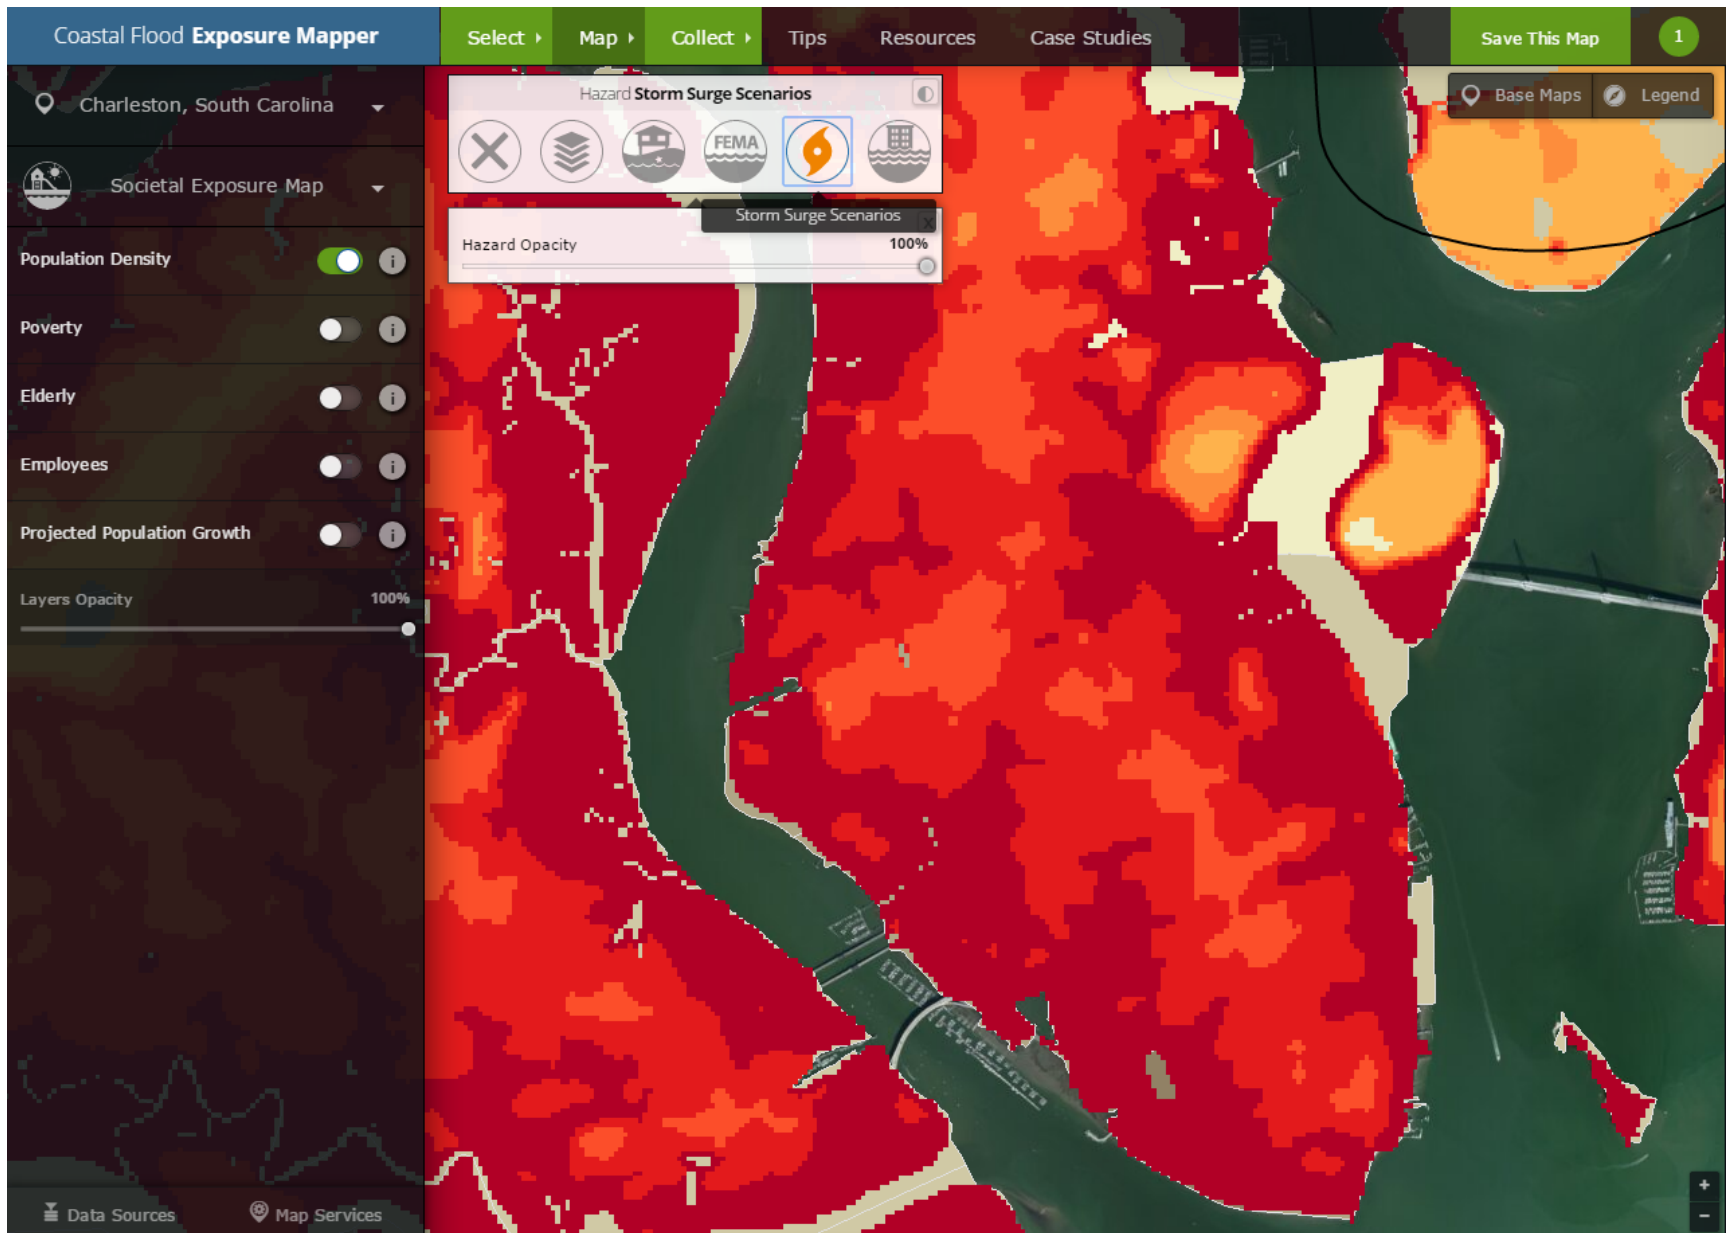 Coastal Flood Exposure Mapper
Select
Map
Collect
Tips
Resources
Case Studies
Save This Map
1
Charleston, South Carolina
Societal Exposure Map
Population Density
i
Poverty
i
Elderly
i
Employees
i
Projected Population Growth
i
Layers Opacity
100%
Data Sources
Map Services
Hazard Storm Surge Scenarios
FEMA
Storm Surge Scenarios
x
Hazard Opacity
100%
Base Maps
Legend
+
−